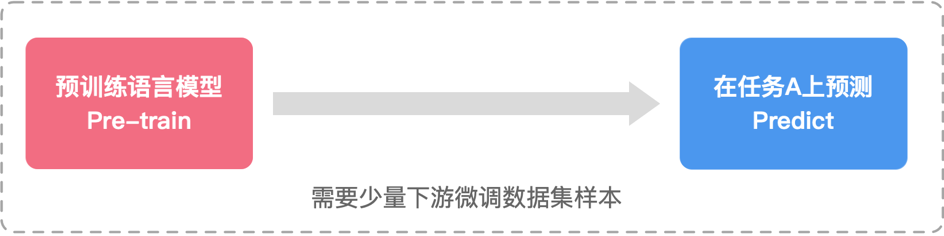 预训练语言模型
Pre-train
在任务A上预测
Predict
需要少量下游微调数据集样本